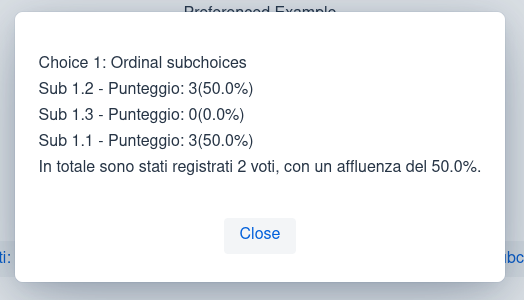 Preferenced Example
Choice 1: Ordinal subchoices
Sub 1.2 - Punteggio: 3(50.0%)
Sub 1.3 - Punteggio: 0(0.0%)
Sub 1.1 - Punteggio: 3(50.0%)
In totale sono stati registrati 2 voti, con un affluenza del 50.0%.
Close
ti:
ubc